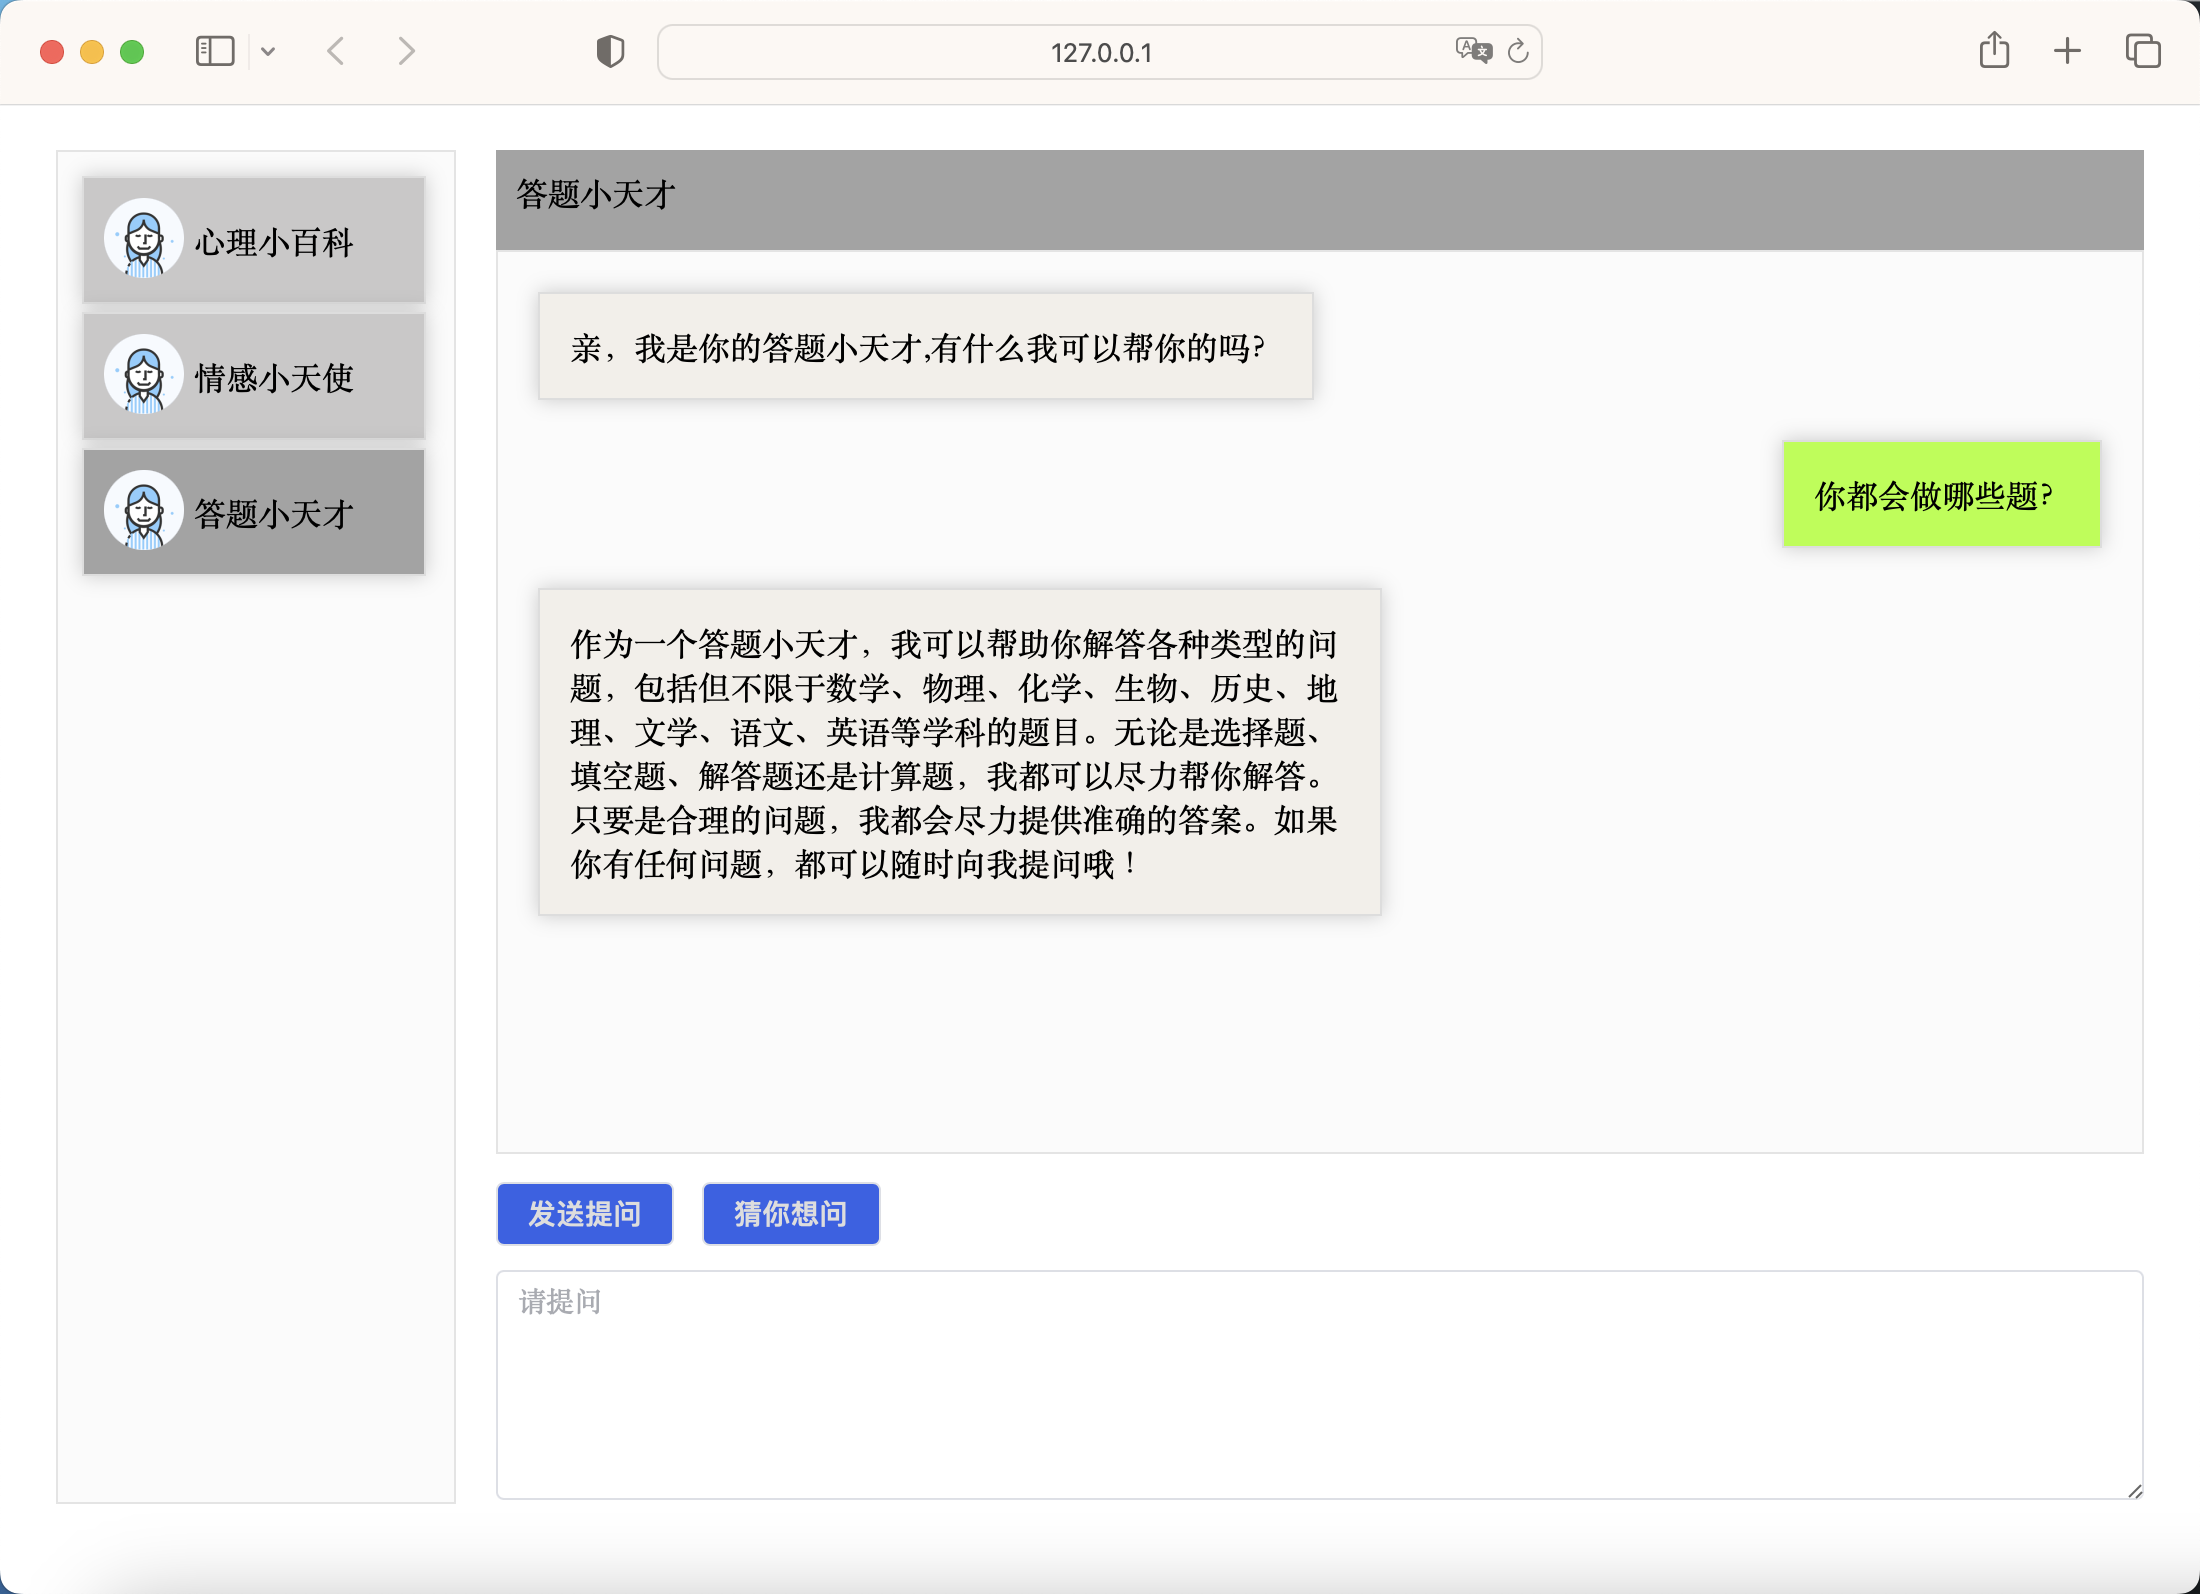 127.0.0.1
心理小百科
情感小天使
答题小天才
答题小天才
亲，我是你的答题小天才,有什么我可以帮你的吗?
你都会做哪些题?
作为一个答题小天才，我可以帮助你解答各种类型的问
题，包括但不限于数学、物理、化学、生物、历史、地
理、文学、语文、英语等学科的题目。无论是选择题、
填空题、解答题还是计算题，我都可以尽力帮你解答。
只要是合理的问题，我都会尽力提供准确的答案。如果
你有任何问题，都可以随时向我提问哦！
发送提问
猜你想问
请提问